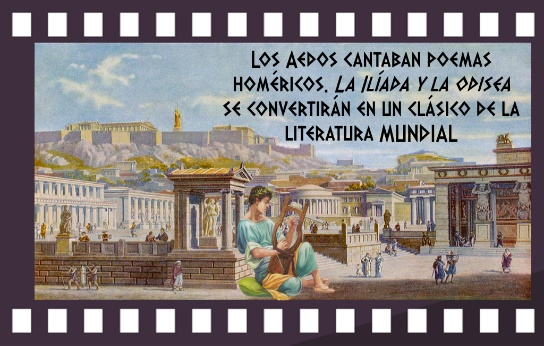 Los Aedos cantaban poemas
homéricos. La Ilíada y la odisea
se convertirán en un clásico de la
literatura MUNDIAL